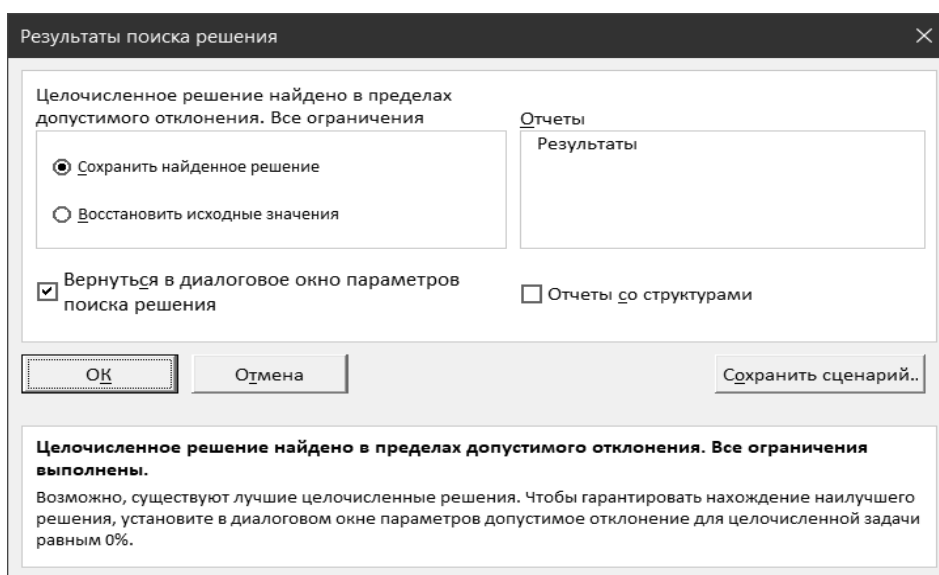 Результаты поиска решения
Целочисленное решение найдено в пределах
допустимого отклонения. Все ограничения
Отчеты
Результаты
Сохранить найденное решение
Восстановить исходные значения
Вернуться в диалоговое окно параметров
поиска решения
Отчеты со структурами
ОК
Отмена
Сохранить сценарий..
Целочисленное решение найдено в пределах допустимого отклонения. Все ограничения
выполнены.
Возможно, существуют лучшие целочисленные решения. Чтобы гарантировать нахождение наилучшего
решения, установите в диалоговом окне параметров допустимое отклонение для целочисленной задачи
равным 0%.